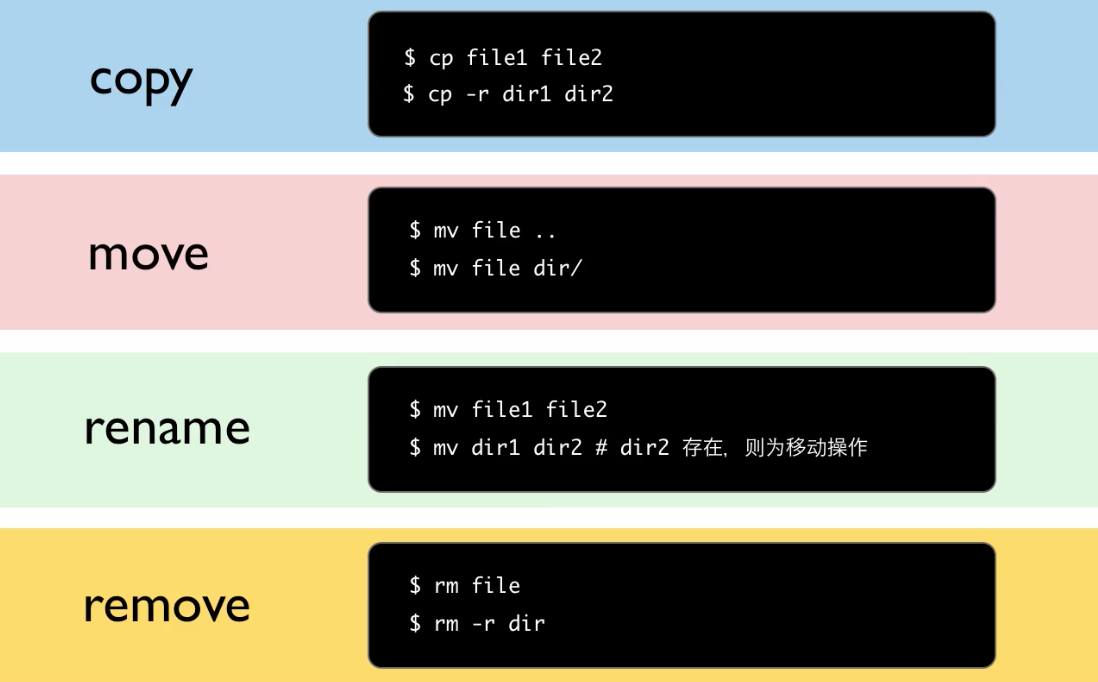 copy
$ cp file1 file2
$ cp -r dir1 dir2
move
$ mv file ..
$ mv file dir/
rename
$ mv file1 file2
$ mv dir1 dir2 # dir2 存在，则为移动操作
remove
$ rm file
$ rm -r dir